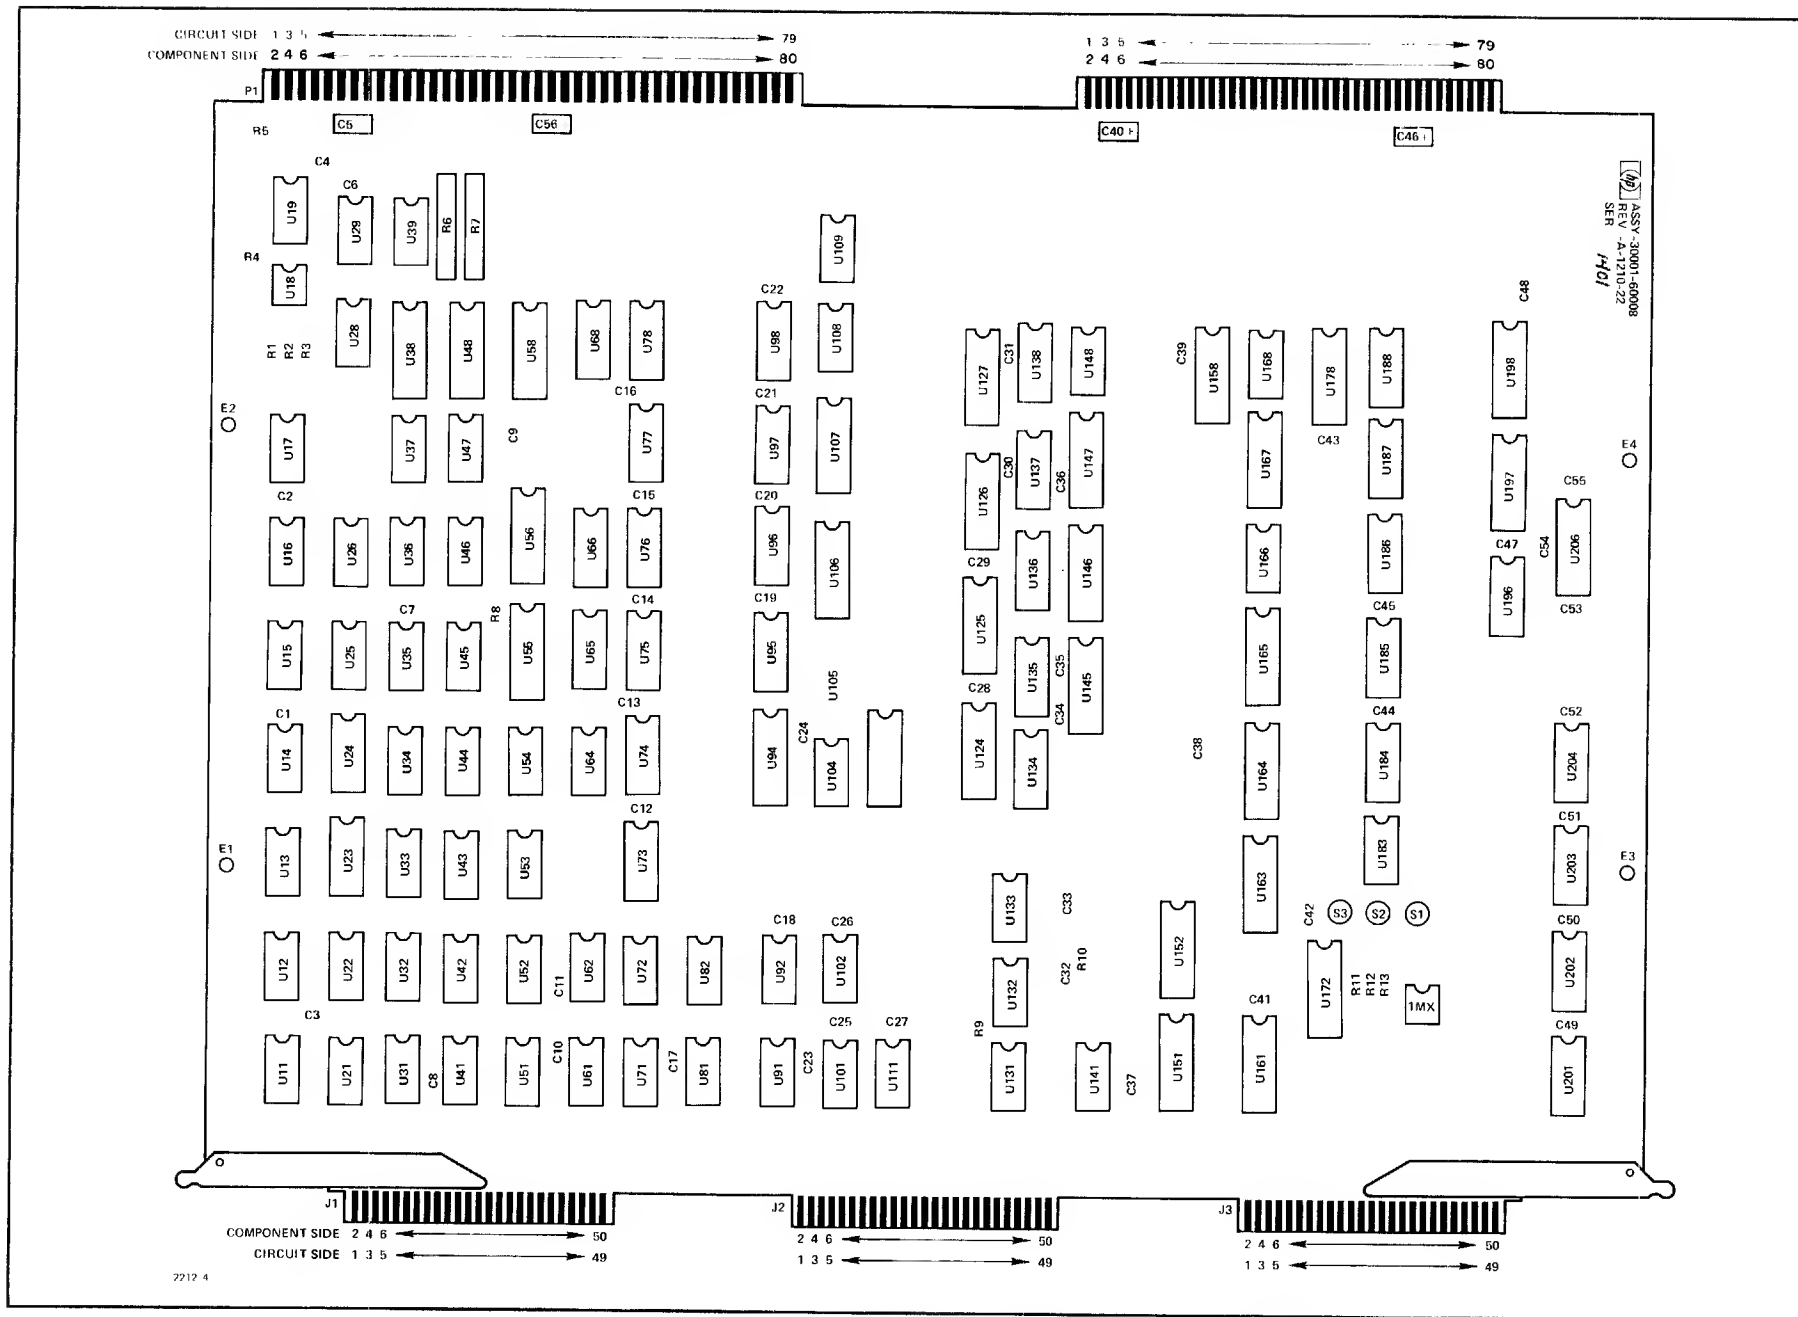 CIRCUIT SIDE 1 3 5 79
COMPONENT SIDE 2 4 6 80
1 3 5 79
2 4 6 80
P1
R5
C5
C56
C40 +
C46 +
C4
hp
ASSY-30001-60008
REV -A-1210-22
SER 1401
U19
C6
U29
U39
R6
R7
U109
R4
U18
C22
C48
R1
R2
R3
U28
U38
U48
U58
U68
U78
U98
U108
U127
C31
U138
U148
C39
U158
U168
U178
U188
U198
C16
C21
E2
U17
U37
U47
C9
U77
U97
U107
C30
U137
C36
U147
U167
C43
U187
U197
E4
C2
C15
C20
U126
C55
U16
U26
U36
U46
U56
U66
U76
U96
U106
C29
U136
U146
U166
U186
C47
C54
U206
C7
R8
C14
C19
C45
U196
C53
U15
U25
U35
U45
U55
U65
U75
U95
U125
U135
C35
U145
U165
U185
U105
C1
C13
C28
C34
C44
C52
U14
U24
U34
U44
U54
U64
U74
U94
C24
U104
U124
U134
C38
U164
U184
U204
C12
C51
E1
U13
U23
U33
U43
U53
U73
U163
U183
U203
E3
U133
C33
C42
S3
S2
S1
C18
C26
C50
U12
U22
U32
U42
U52
C11
U62
U72
U82
U92
U102
U132
C32
R10
U152
U172
R11
R12
R13
1MX
U202
C3
C25
C27
R9
C41
C49
U11
U21
U31
C8
U41
U51
C10
U61
U71
C17
U81
U91
C23
U101
U111
U131
U141
C37
U151
U161
U201
J1
J2
J3
COMPONENT SIDE 2 4 6 50
CIRCUIT SIDE 1 3 5 49
2 4 6 50
1 3 5 49
2 4 6 50
1 3 5 49
2212 4